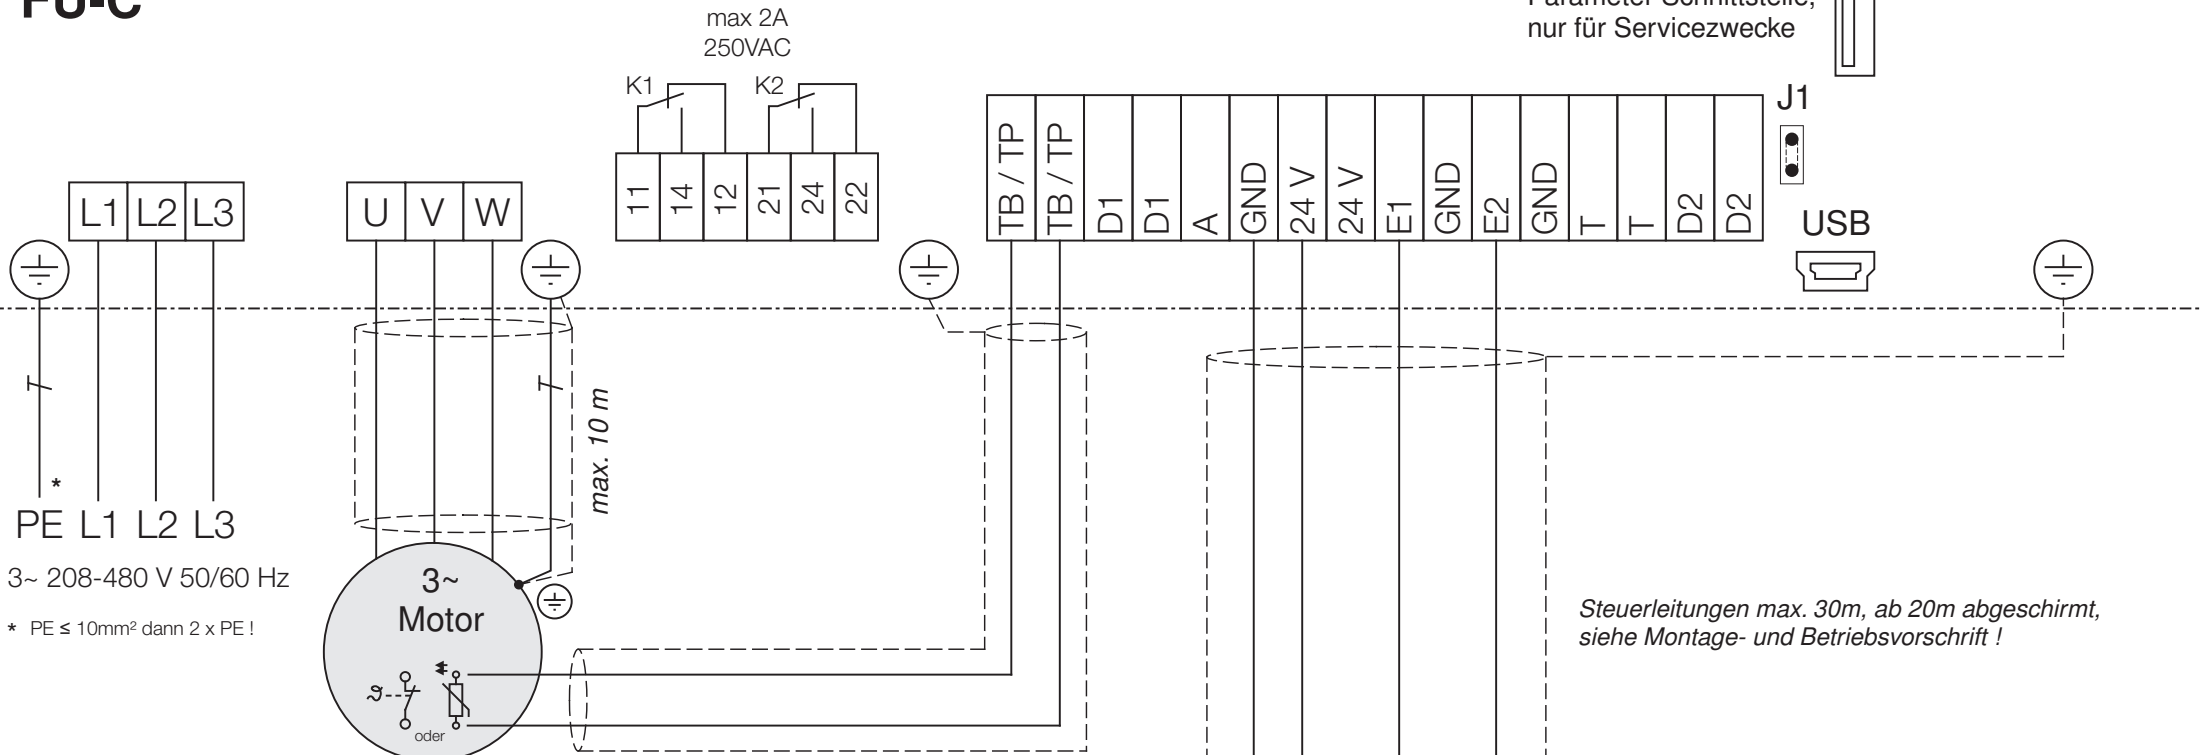 FU-C
max 2A
250VAC
Parameter-Schnittstelle,
nur für Servicezwecke
K1 K2
J1
L1 L2 L3
U V W
11 14 12 21 24 22
TB / TP TB / TP D1 D1 A GND 24 V 24 V E1 GND E2 GND T T D2 D2
USB
max. 10 m
*
PE L1 L2 L3
3~ 208-480 V 50/60 Hz
* PE ≤ 10mm² dann 2 x PE !
3~
Motor
oder
Steuerleitungen max. 30m, ab 20m abgeschirmt,
siehe Montage- und Betriebsvorschrift !